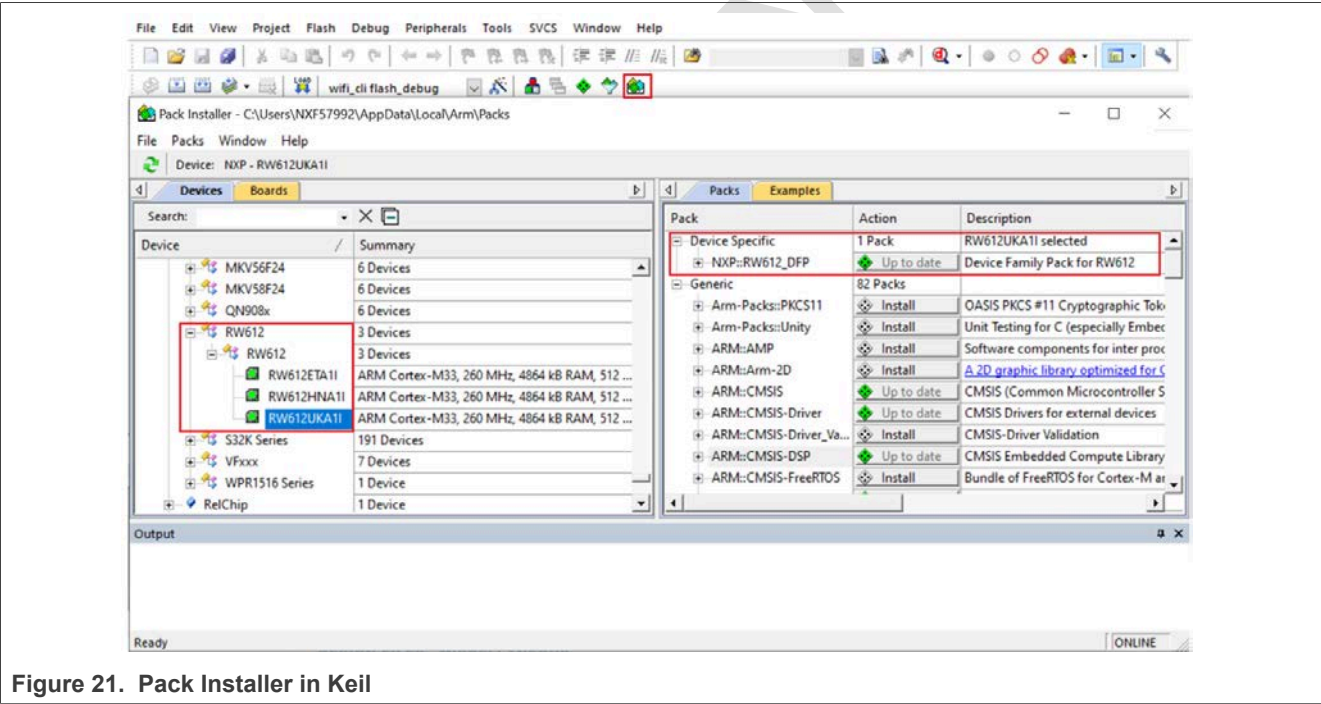 File Edit View Project Flash Debug Peripherals Tools SVCS Window Help
wifi_cli flash_debug
Pack Installer - C:\Users\NXF57992\AppData\Local\Arm\Packs
File Packs Window Help
Device: NXP - RW612UKA1I
Devices Boards
Search:
Device / Summary
MKV56F24 6 Devices
MKV58F24 6 Devices
QN908x 6 Devices
RW612 3 Devices
RW612 3 Devices
RW612ETA1I ARM Cortex-M33, 260 MHz, 4864 kB RAM, 512 ...
RW612HNA1I ARM Cortex-M33, 260 MHz, 4864 kB RAM, 512 ...
RW612UKA1I ARM Cortex-M33, 260 MHz, 4864 kB RAM, 512 ...
S32K Series 191 Devices
VFxxx 7 Devices
WPR1516 Series 1 Device
RelChip 1 Device
Packs Examples
Pack Action Description
Device Specific 1 Pack RW612UKA1I selected
NXP::RW612_DFP Up to date Device Family Pack for RW612
Generic 82 Packs
Arm-Packs::PKCS11 Install OASIS PKCS #11 Cryptographic Tok
Arm-Packs::Unity Install Unit Testing for C (especially Embec
ARM::AMP Install Software components for inter proc
ARM::Arm-2D Install A 2D graphic library optimized for C
ARM::CMSIS Up to date CMSIS (Common Microcontroller S
ARM::CMSIS-Driver Up to date CMSIS Drivers for external devices
ARM::CMSIS-Driver_Va... Install CMSIS-Driver Validation
ARM::CMSIS-DSP Up to date CMSIS Embedded Compute Library
ARM::CMSIS-FreeRTOS Install Bundle of FreeRTOS for Cortex-M ar
Output
Ready ONLINE
Figure 21. Pack Installer in Keil